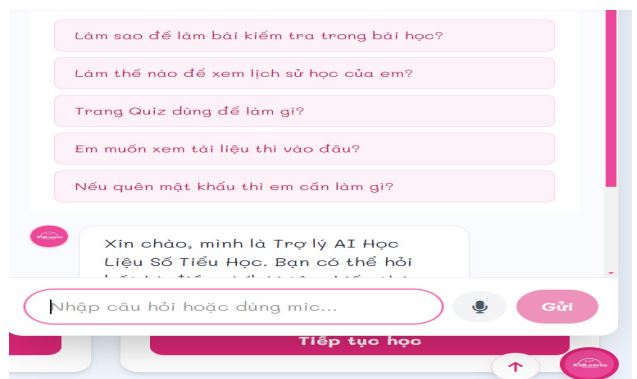 Làm sao để làm bài kiểm tra trong bài học?
Làm thế nào để xem lịch sử học của em?
Trang Quiz dùng để làm gì?
Em muốn xem tài liệu thì vào đâu?
Nếu quên mật khẩu thì em cần làm gì?
Xin chào, mình là Trợ lý AI Học
Liệu Số Tiểu Học. Bạn có thể hỏi
Nhập câu hỏi hoặc dùng mic...
Gửi
Tiếp tục học